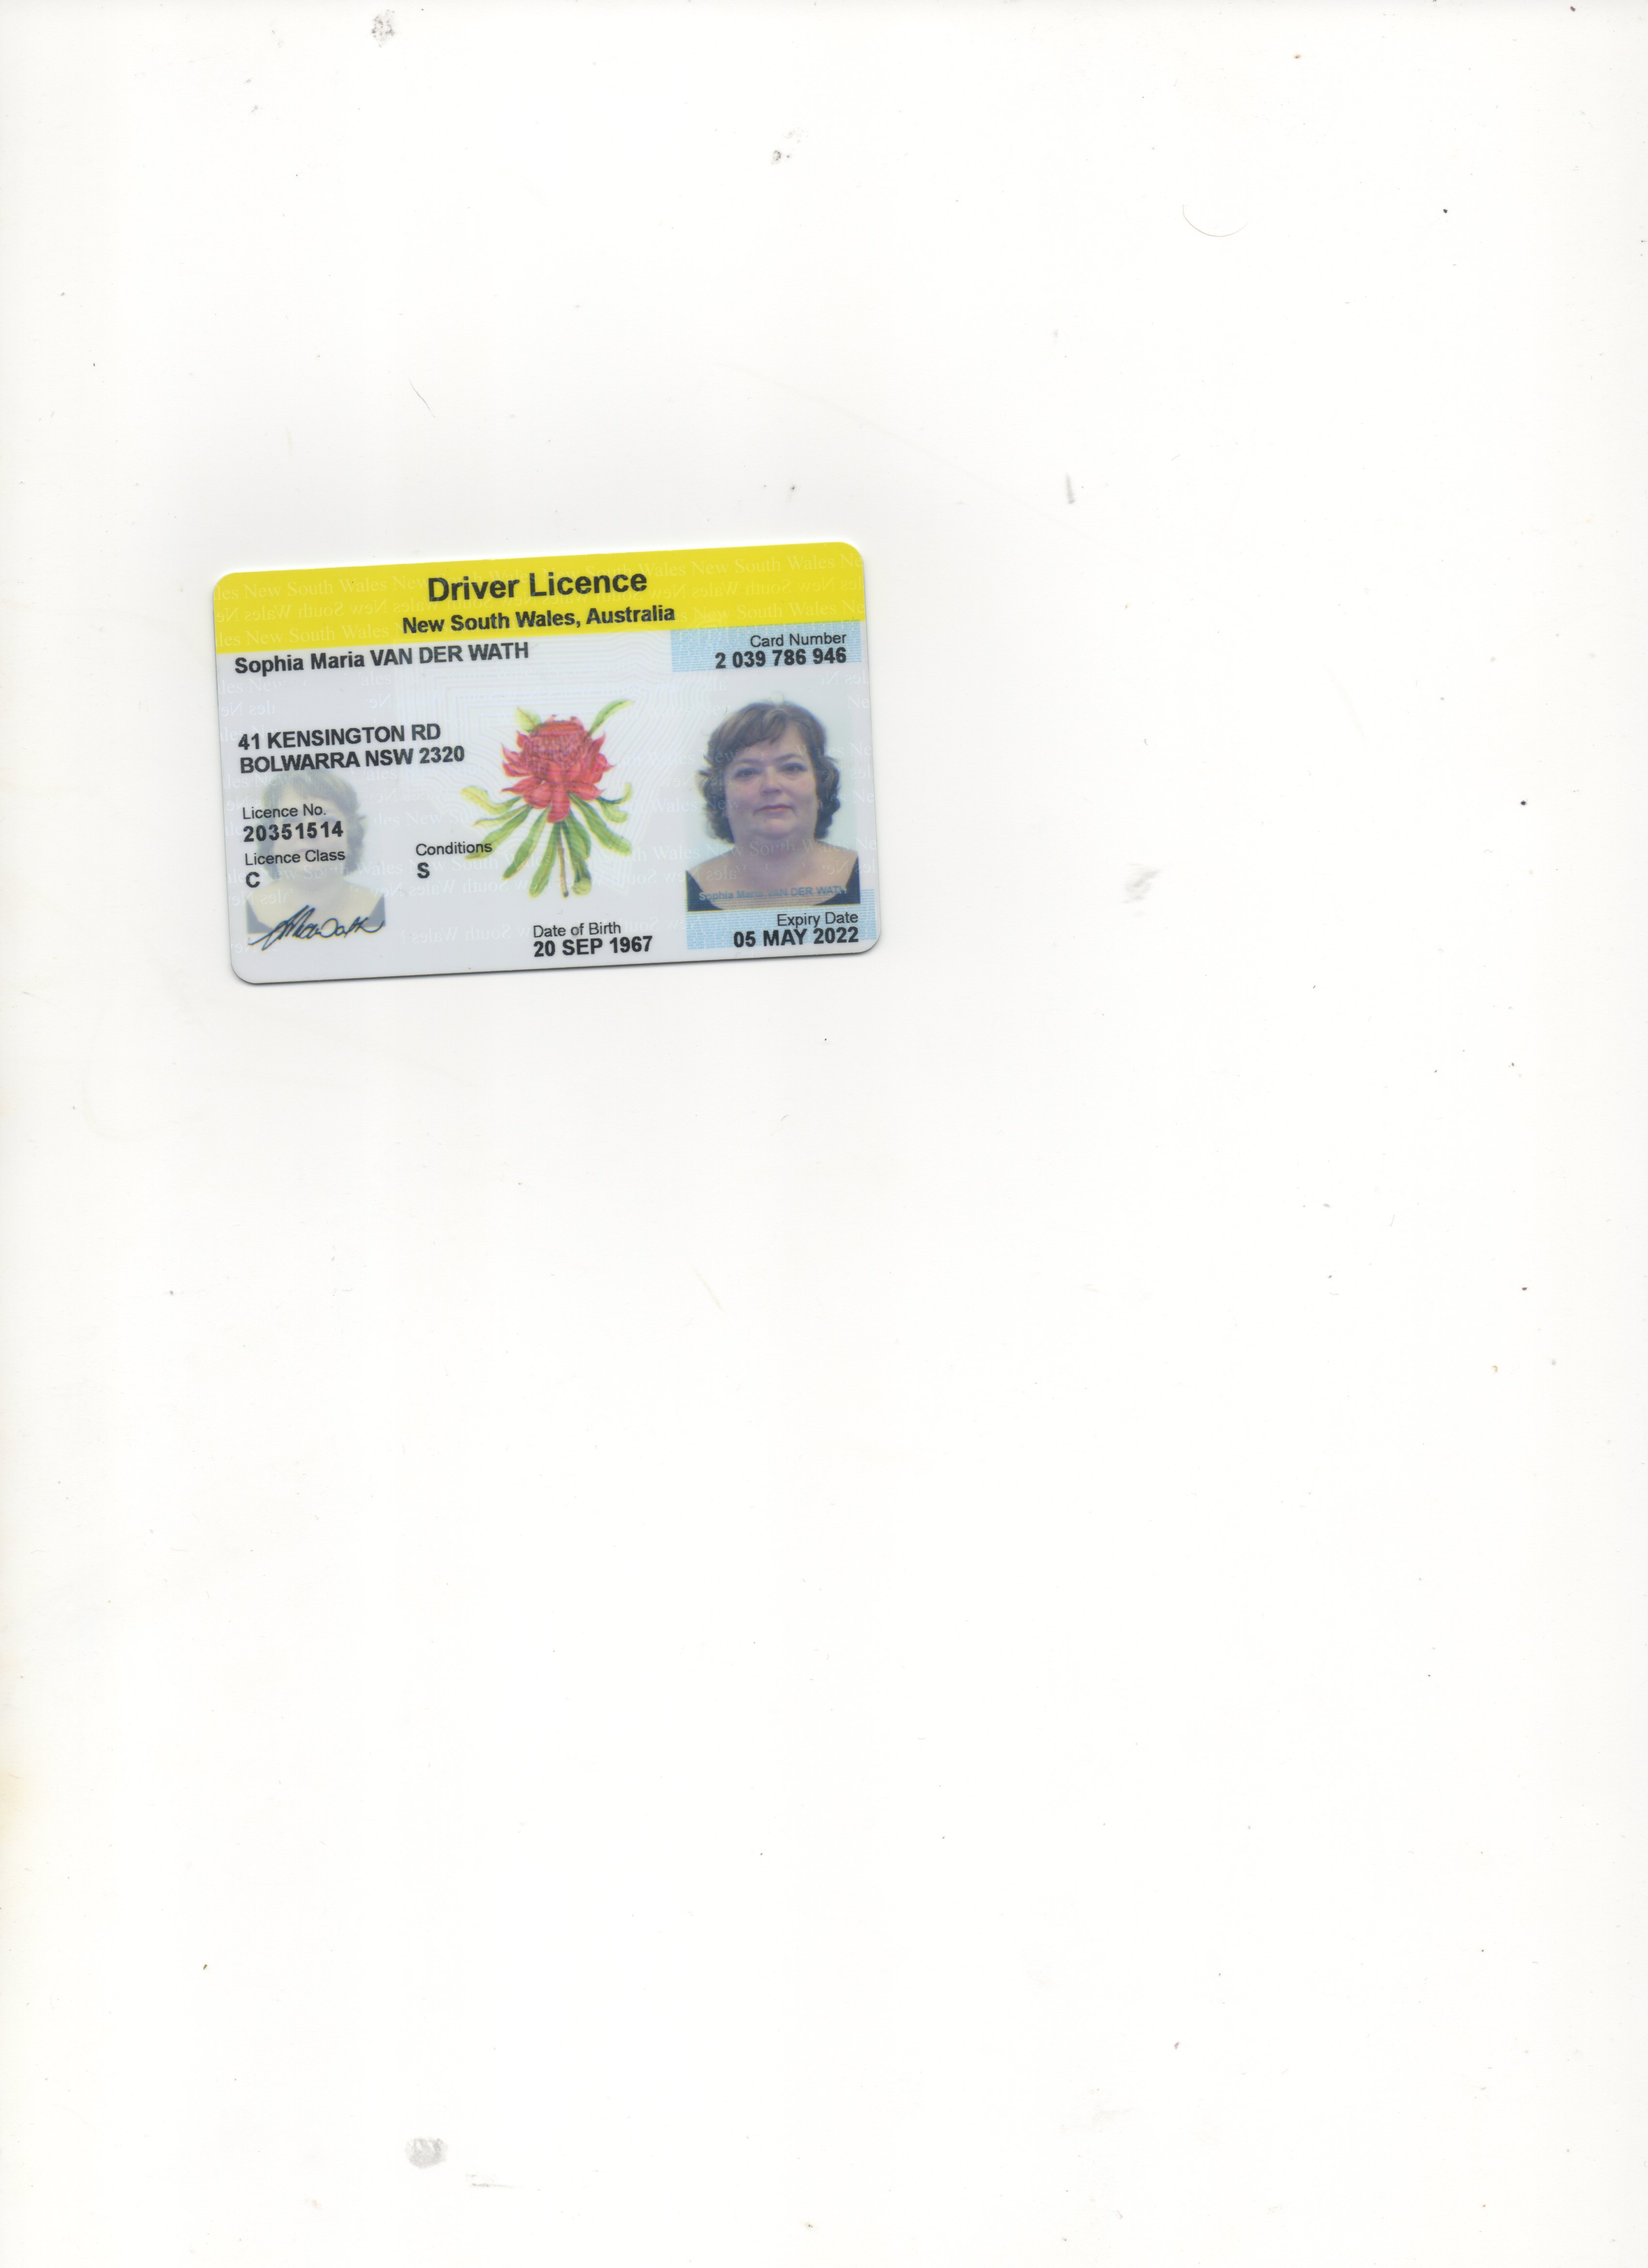 Driver Licence
New South Wales, Australia
Sophia Maria VAN DER WATH
Card Number
2 039 786 946
41 KENSINGTON RD
BOLWARRA NSW 2320
Licence No.
20351514
Licence Class
C
Conditions
S
Sophia Maria VAN DER WATH
Date of Birth
20 SEP 1967
Expiry Date
05 MAY 2022